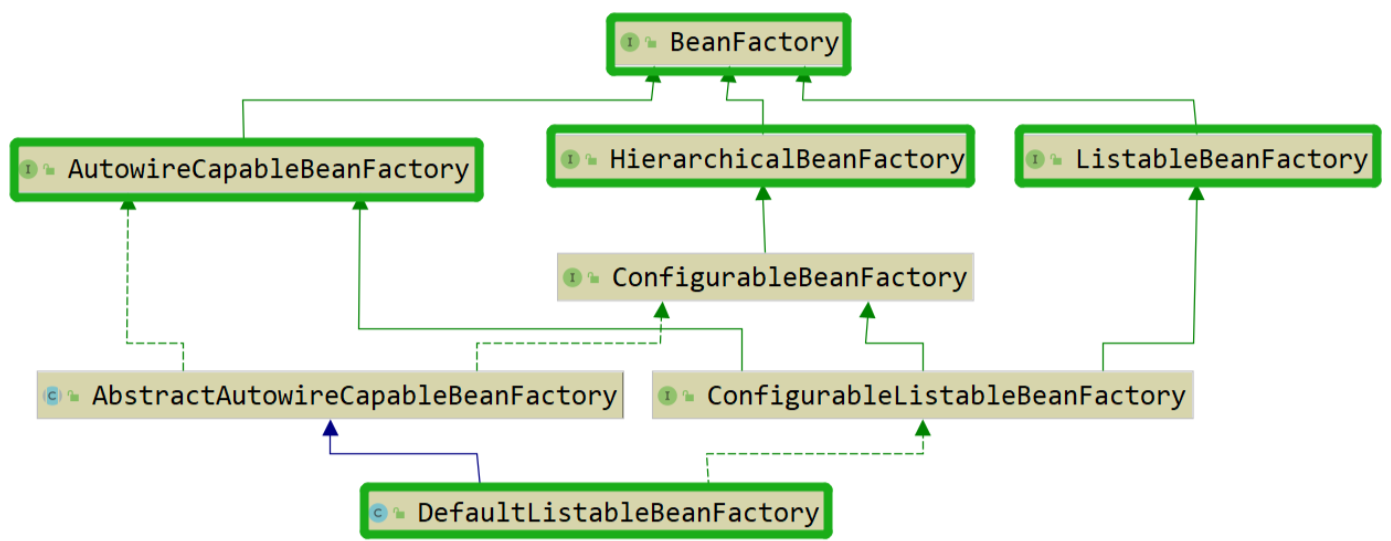 BeanFactory
AutowireCapableBeanFactory
HierarchicalBeanFactory
ListableBeanFactory
ConfigurableBeanFactory
AbstractAutowireCapableBeanFactory
ConfigurableListableBeanFactory
DefaultListableBeanFactory